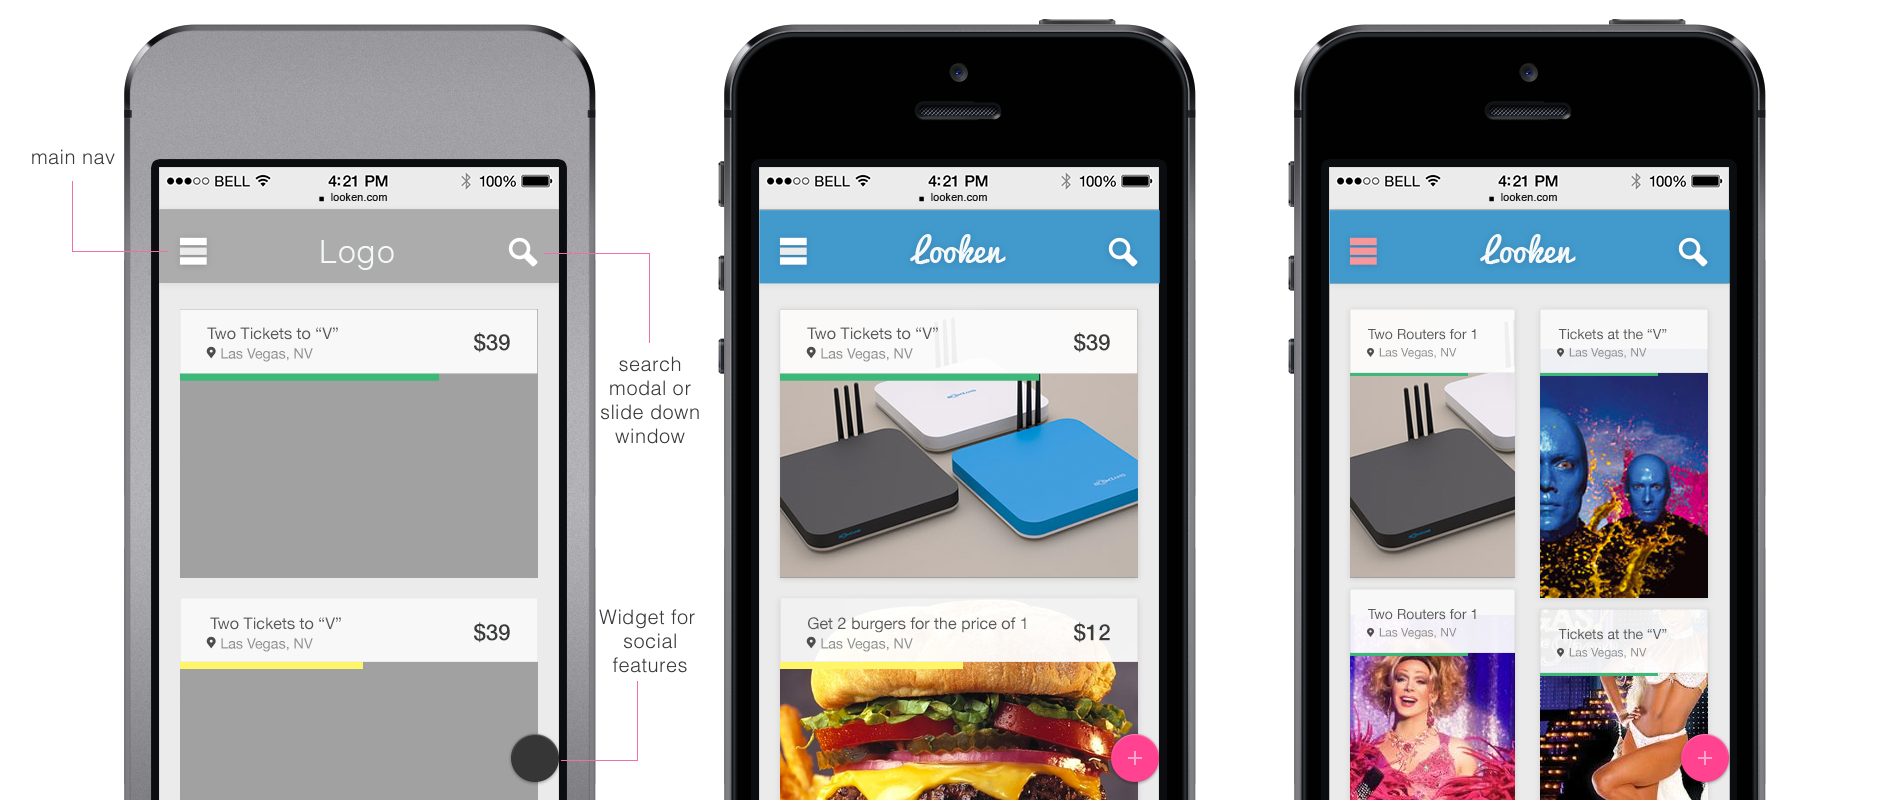 main nav
BELL
4:21 PM
100%
looken.com
Logo
Two Tickets to “V”
Las Vegas, NV
$39
Two Tickets to “V”
Las Vegas, NV
$39
search
modal or
slide down
window
Widget for
social
features
BELL
4:21 PM
100%
looken.com
Looken
Two Tickets to “V”
Las Vegas, NV
$39
Get 2 burgers for the price of 1
Las Vegas, NV
$12
+
BELL
4:21 PM
100%
looken.com
Looken
Two Routers for 1
Las Vegas, NV
Tickets at the “V”
Las Vegas, NV
Two Routers for 1
Las Vegas, NV
Tickets at the “V”
Las Vegas, NV
+